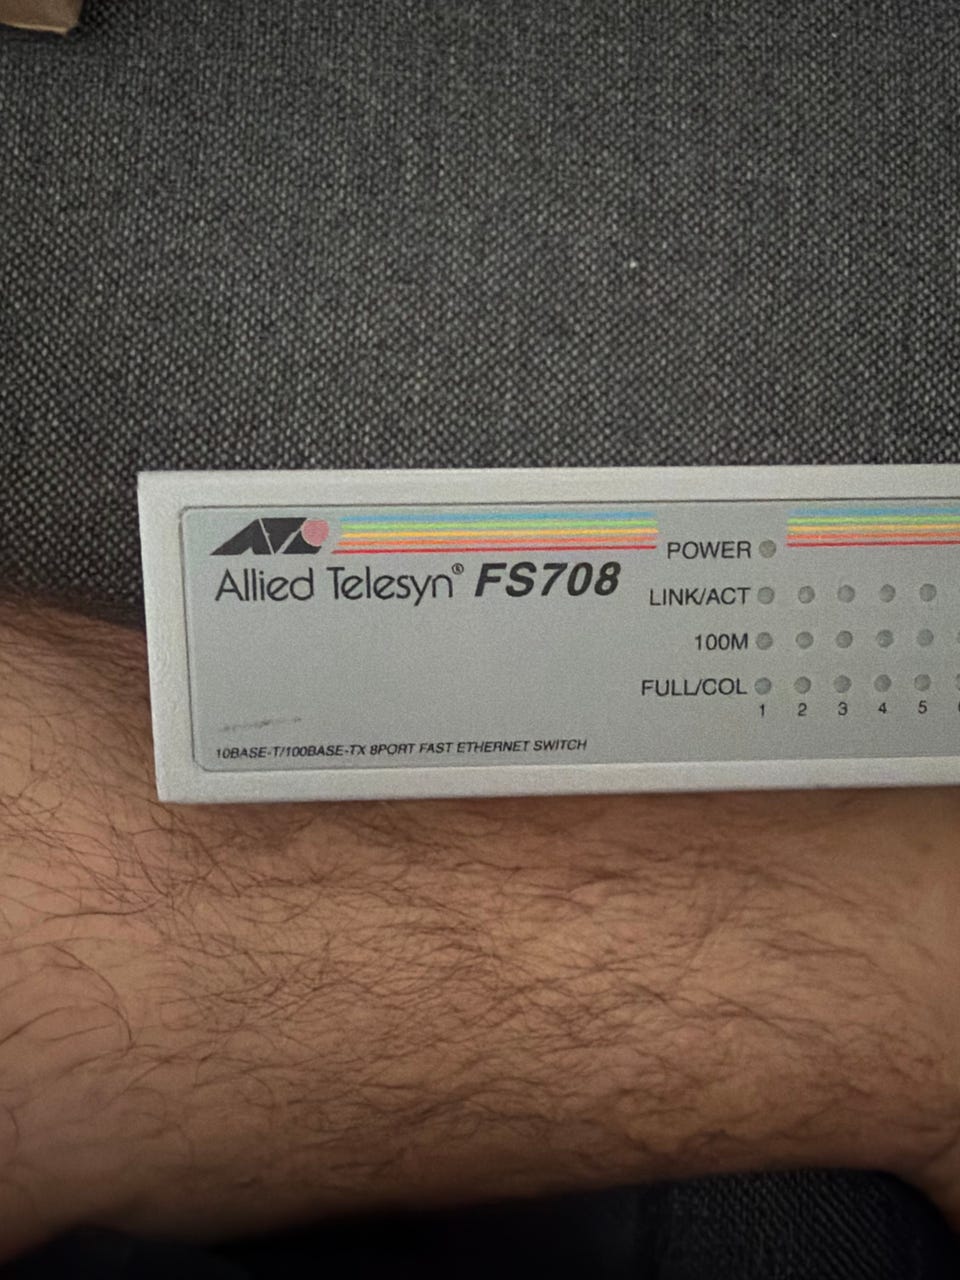 Allied Telesyn® FS708
POWER
LINK/ACT
100M
FULL/COL
1 2 3 4 5
10BASE-T/100BASE-TX 8PORT FAST ETHERNET SWITCH